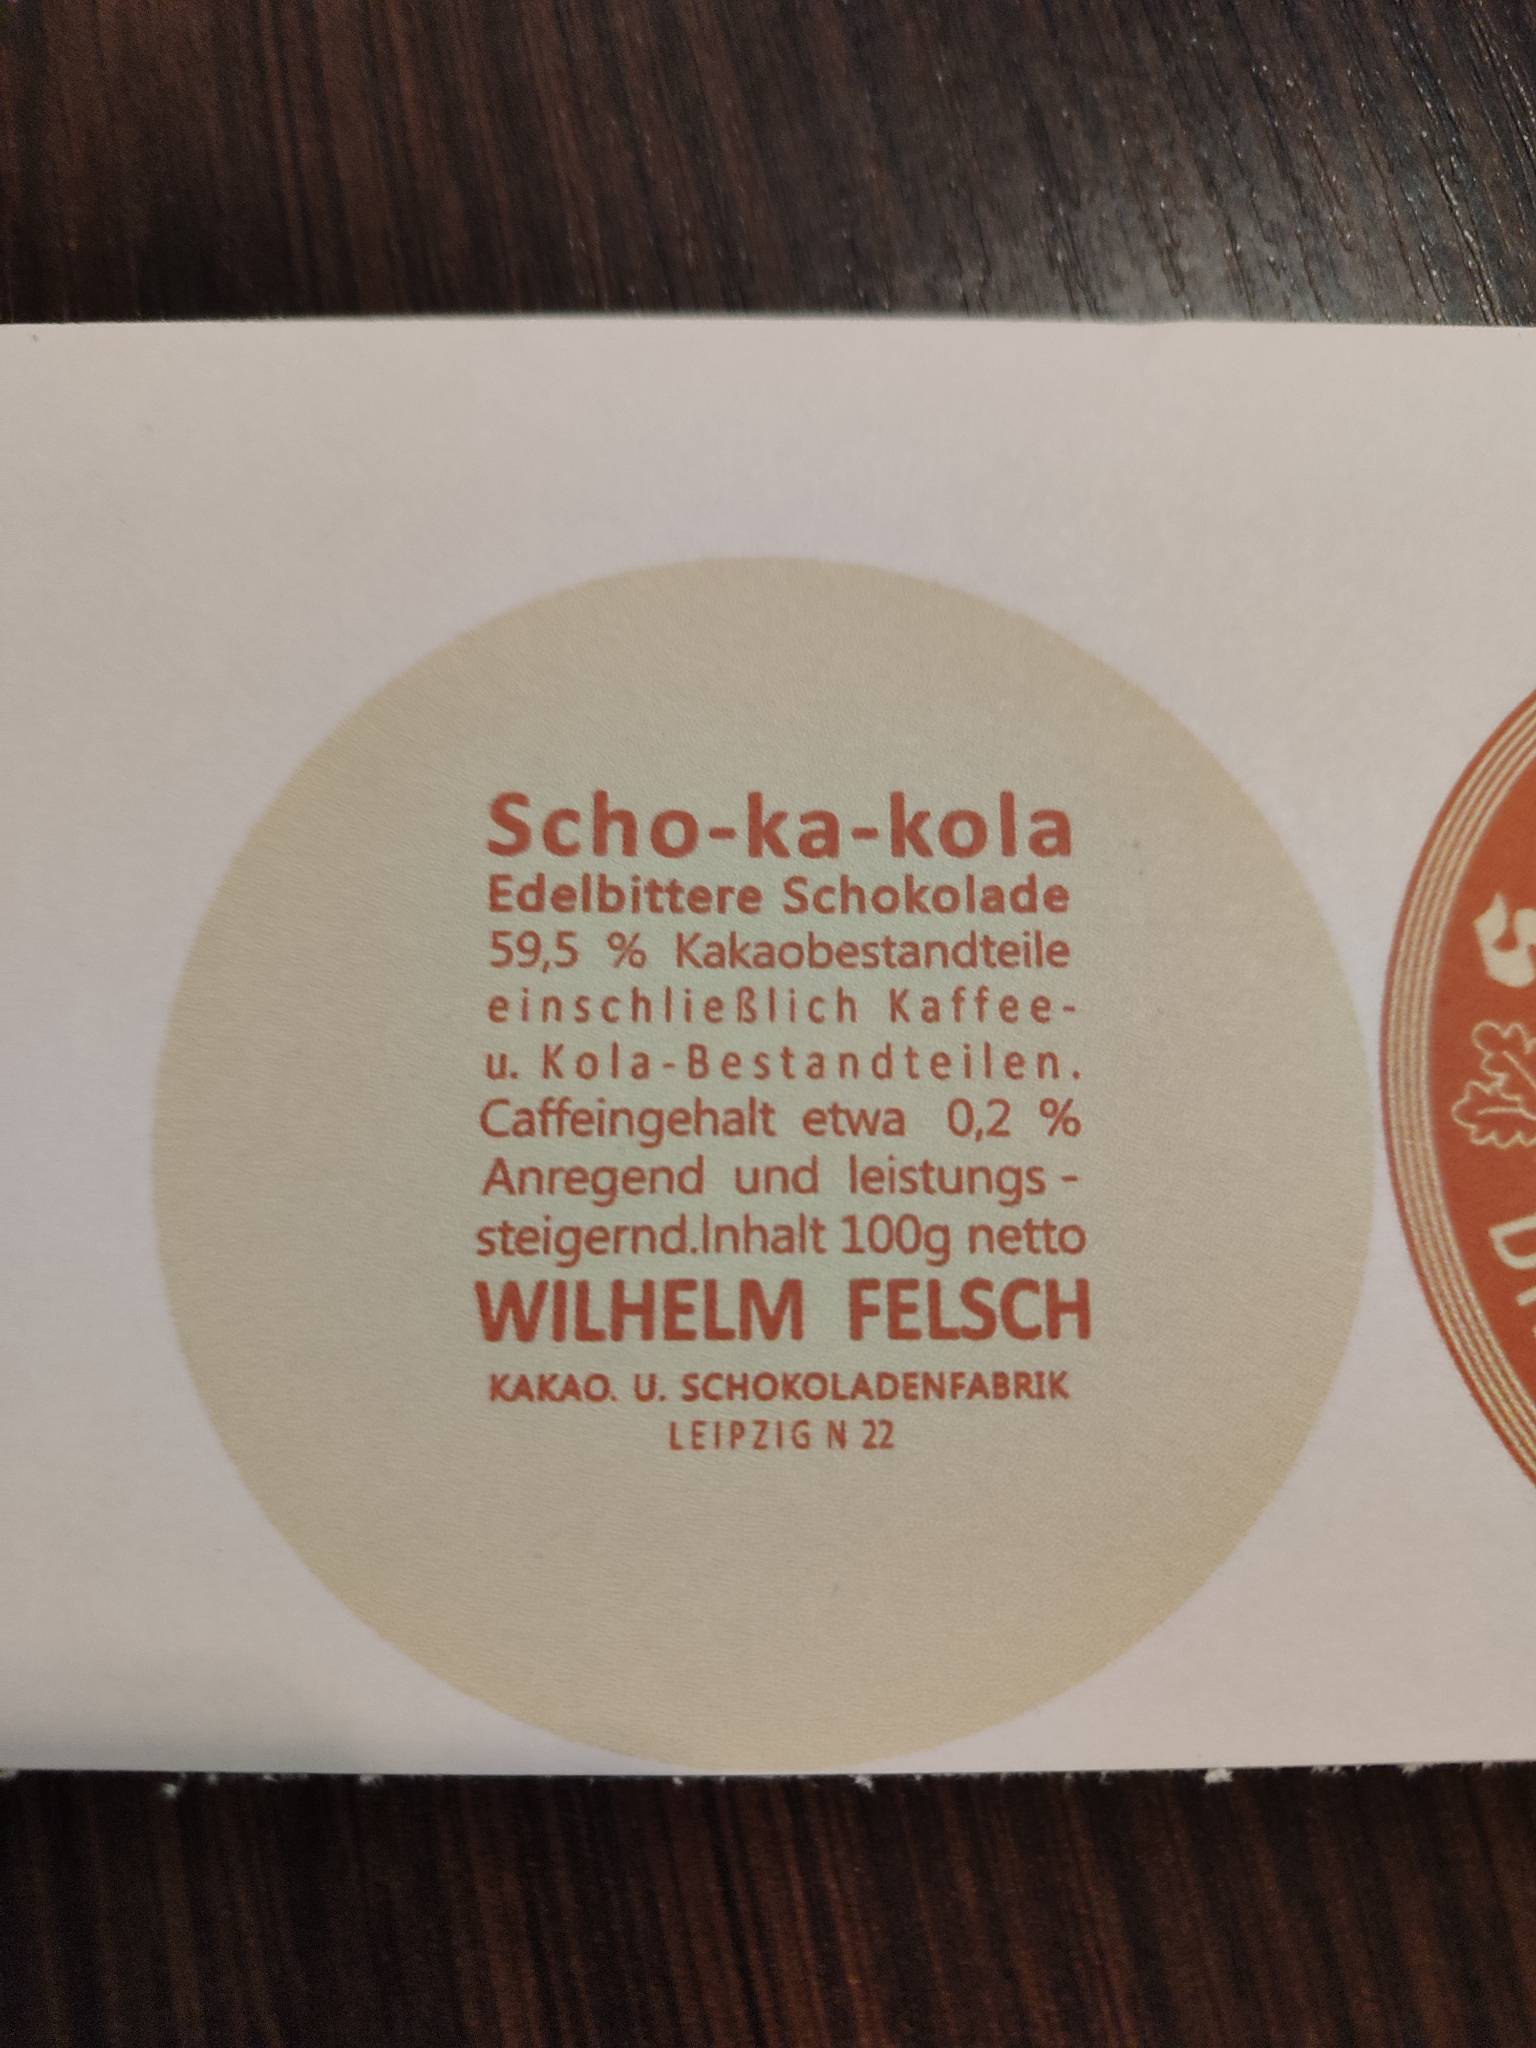 Scho-ka-kola
Edelbittere Schokolade
59,5 % Kakaobestandteile
einschließlich Kaffee-
u. Kola-Bestandteilen.
Caffeingehalt etwa 0,2 %
Anregend und leistungs -
steigernd.Inhalt 100g netto
WILHELM FELSCH
KAKAO. U. SCHOKOLADENFABRIK
LEIPZIG N 22